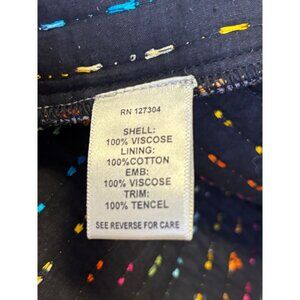 RN 127304
SHELL:
100% VISCOSE
LINING:
100%COTTON
EMB:
100% VISCOSE
TRIM:
100% TENCEL
SEE REVERSE FOR CARE